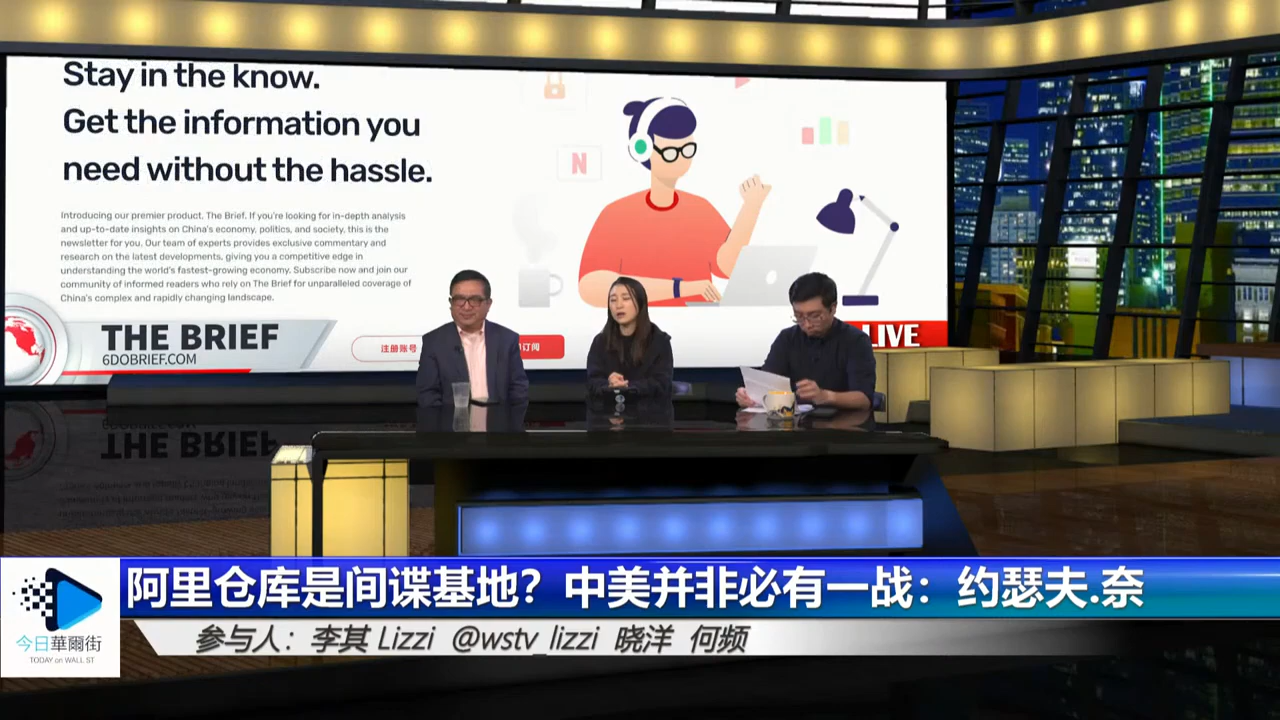 Stay in the know.
Get the information you
need without the hassle.
Introducing our premier product, The Brief. If you're looking for in-depth analysis
and up-to-date insights on China's economy, politics, and society, this is the
newsletter for you. Our team of experts provides exclusive commentary and
research on the latest developments, giving you a competitive edge in
understanding the world's fastest-growing economy. Subscribe now and join our
community of informed readers who rely on The Brief for unparalleled coverage of
China's complex and rapidly changing landscape.
N
THE BRIEF
6DOBRIEF.COM
注册账号
订阅
LIVE
阿里仓库是间谍基地？中美并非必有一战：约瑟夫.奈
参与人：李其 Lizzi @wstv_lizzi 晓洋 何频
今日華爾街
TODAY on WALL ST